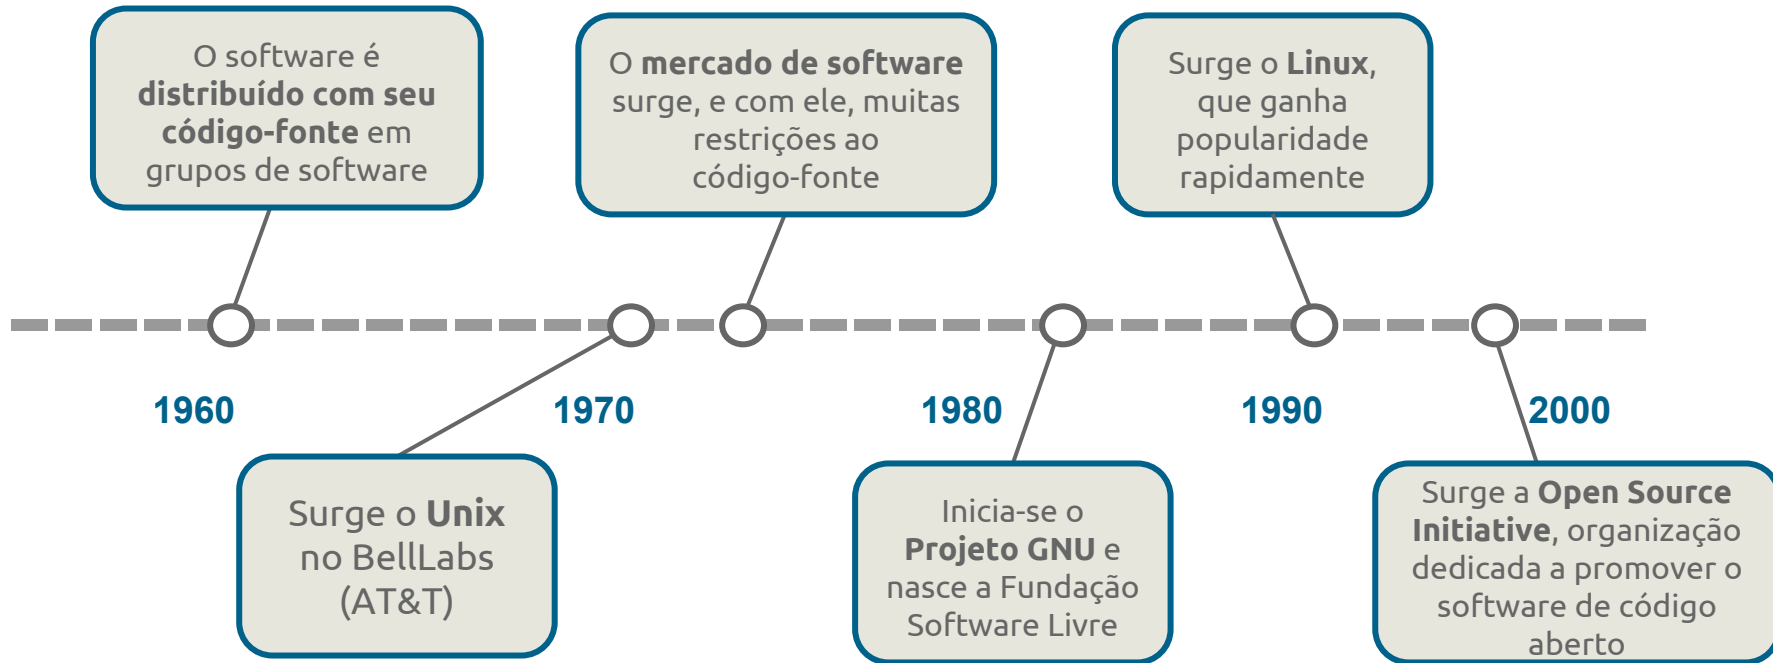 O software é
distribuído com seu
código-fonte em
grupos de software
O mercado de software
surge, e com ele, muitas
restrições ao
código-fonte
Surge o Linux,
que ganha
popularidade
rapidamente
1960
1970
1980
1990
2000
Surge o Unix
no BellLabs
(AT&T)
Inicia-se o
Projeto GNU e
nasce a Fundação
Software Livre
Surge a Open Source
Initiative, organização
dedicada a promover o
software de código
aberto